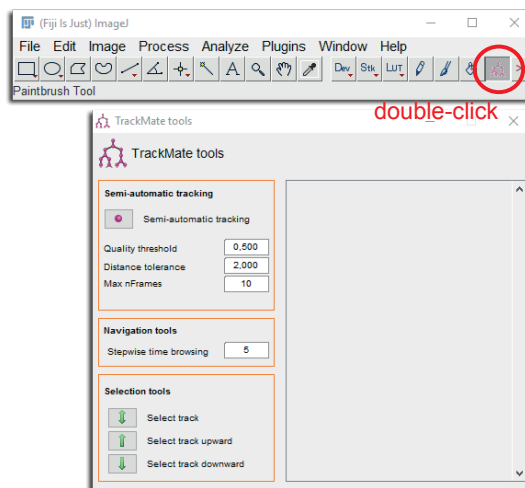 (Fiji Is Just) ImageJ
File Edit Image Process Analyze Plugins Window Help
A Dev Stk LUT >
Paintbrush Tool
double-click
TrackMate tools
TrackMate tools
Semi-automatic tracking
Semi-automatic tracking
Quality threshold 0,500
Distance tolerance 2,000
Max nFrames 10
Navigation tools
Stepwise time browsing 5
Selection tools
Select track
Select track upward
Select track downward